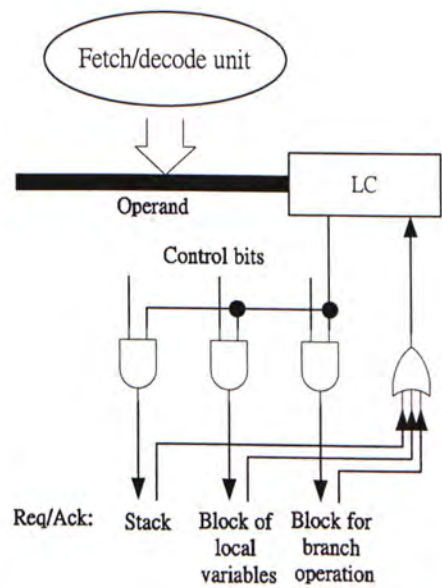 Fetch/decode unit
LC
Operand
Control bits
Req/Ack: Stack Block of Block for
local branch
variables operation